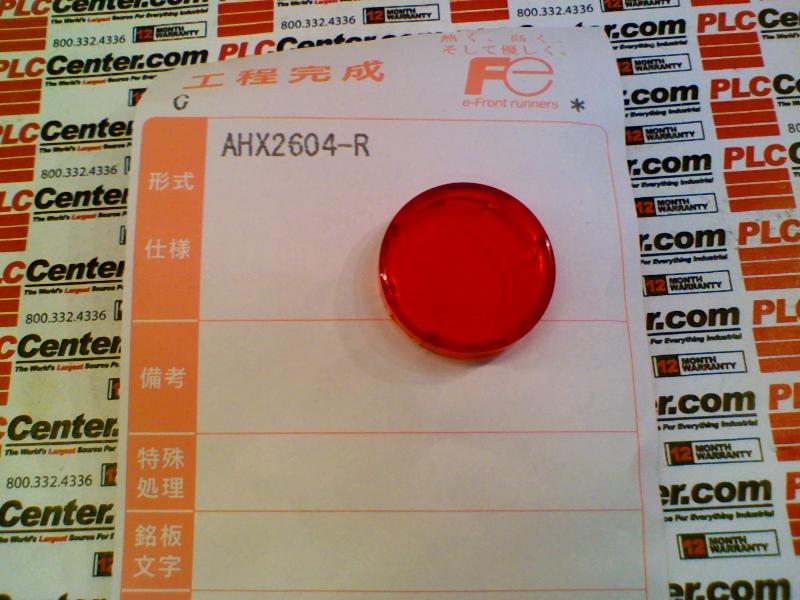 PLCCenter.com
The World's Largest Source For Everything Industrial
800.332.4336
12 MONTH WARRANTY
熱く、高く、
そして優しく。
工程完成
Fe
e-Front runners
*
形式
AHX2604-R
仕様
備考
特殊
処理
銘板
文字